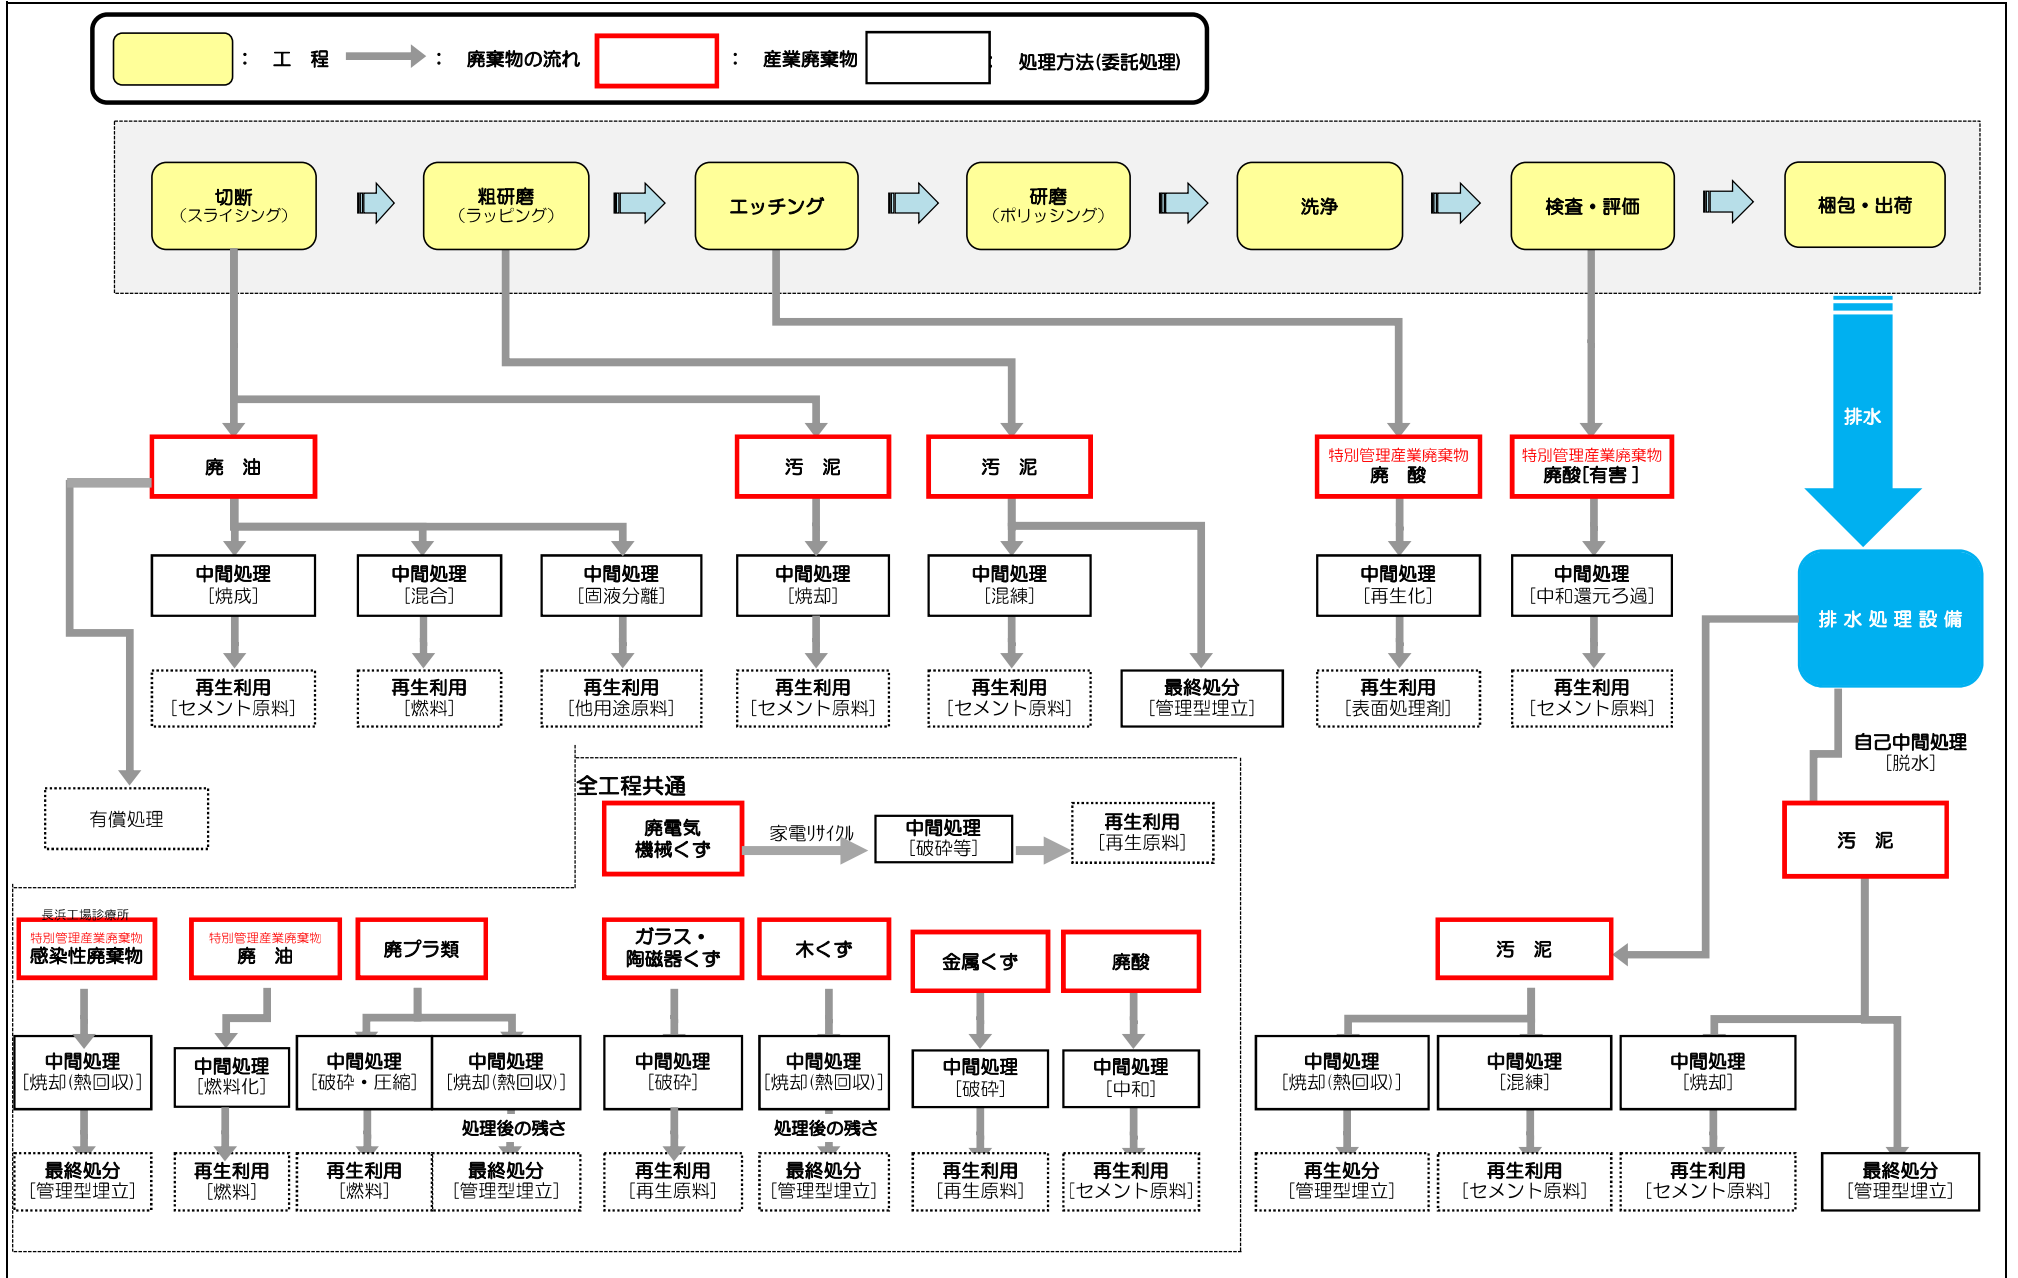 ： 工　程
： 廃棄物の流れ
： 産業廃棄物
： 処理方法(委託処理)
切断
（スライシング）
粗研磨
（ラッピング）
エッチング
研磨
（ポリッシング）
洗浄
検査・評価
梱包・出荷
排水
廃　油
汚　泥
汚　泥
特別管理産業廃棄物
廃　酸
特別管理産業廃棄物
廃酸[有害 ]
中間処理
[焼成]
中間処理
[混合]
中間処理
[固液分離]
中間処理
[焼却]
中間処理
[混練]
中間処理
[再生化]
中間処理
[中和還元ろ過]
排水処理設備
再生利用
[セメント原料]
再生利用
[燃料]
再生利用
[他用途原料]
再生利用
[セメント原料]
再生利用
[セメント原料]
最終処分
[管理型埋立]
再生利用
[表面処理剤]
再生利用
[セメント原料]
自己中間処理
[脱水]
有償処理
全工程共通
廃電気
機械くず
家電リサイクル
中間処理
[破砕等]
再生利用
[再生原料]
汚　泥
長浜工場診療所
特別管理産業廃棄物
感染性廃棄物
特別管理産業廃棄物
廃　油
廃プラ類
ガラス・
陶磁器くず
木くず
金属くず
廃酸
汚　泥
中間処理
[焼却(熱回収)]
中間処理
[燃料化]
中間処理
[破砕・圧縮]
中間処理
[焼却(熱回収)]
中間処理
[破砕]
中間処理
[焼却(熱回収)]
中間処理
[破砕]
中間処理
[中和]
中間処理
[焼却(熱回収)]
中間処理
[混練]
中間処理
[焼却]
処理後の残さ
処理後の残さ
最終処分
[管理型埋立]
再生利用
[燃料]
再生利用
[燃料]
最終処分
[管理型埋立]
再生利用
[再生原料]
最終処分
[管理型埋立]
再生利用
[再生原料]
再生利用
[セメント原料]
再生処分
[管理型埋立]
再生利用
[セメント原料]
再生利用
[セメント原料]
最終処分
[管理型埋立]